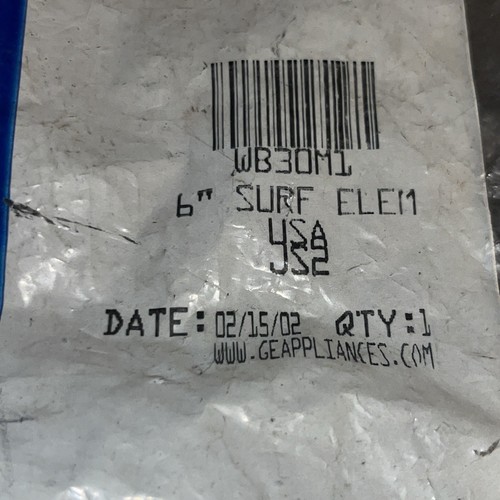 WB30M1
6" SURF ELEM
USA
JS2
DATE: 02/15/02 QTY:1
WWW.GEAPPLIANCES.COM